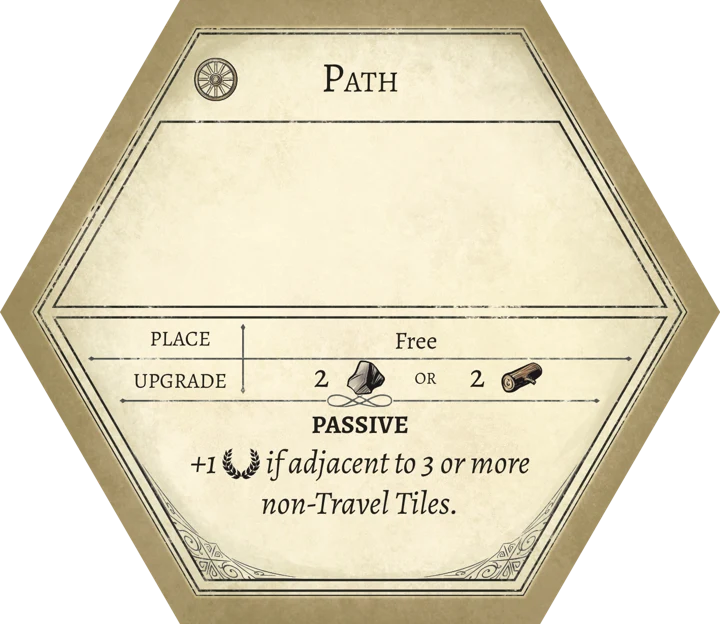 PATH
PLACE Free
UPGRADE 2 OR 2
PASSIVE
+1 if adjacent to 3 or more
non-Travel Tiles.